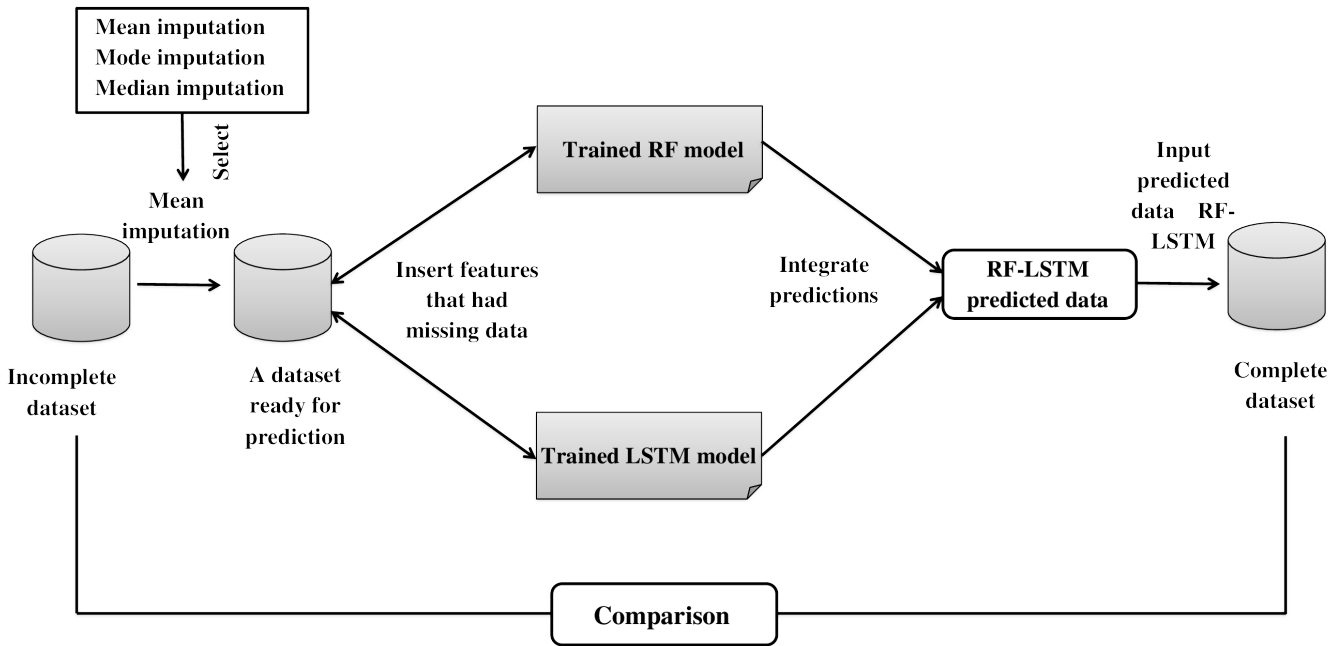 Mean imputation
Mode imputation
Median imputation
Select
Mean
imputation
Incomplete
dataset
A dataset
ready for
prediction
Insert features
that had
missing data
Trained RF model
Trained LSTM model
Integrate
predictions
RF-LSTM
predicted data
Input
predicted
data RF-
LSTM
Complete
dataset
Comparison